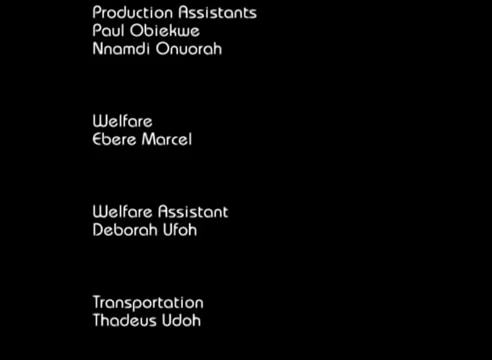 Production Assistants
Paul Obiekwe
Nnamdi Onuorah
Welfare
Ebere Marcel
Welfare Assistant
Deborah Ufoh
Transportation
Thadeus Udoh